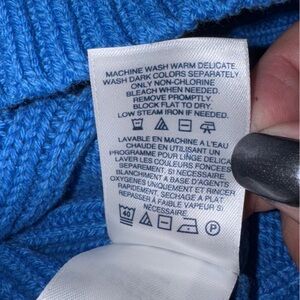 MACHINE WASH WARM DELICATE.
WASH DARK COLORS SEPARATELY
ONLY NON-CHLORINE
BLEACH WHEN NEEDED.
REMOVE PROMPTLY.
BLOCK FLAT TO DRY.
LOW STEAM IRON IF NEEDED.
LAVABLE EN MACHINE A L'EAU
CHAUDE EN UTILISANT UN
PROGRAMME POUR LINGE DELICA
LAVER LES COULEURS FONCEES
SEPAREMENT. SI NECESSAIRE,
BLANCHIMENT A BASE D'AGENTS
OXYGENES UNIQUEMENT ET RINCER
RAPIDEMENT, SECHAGE A PLAT
REPASSER A FAIBLE VAPEUR SI
NECESSAIRE
40
P